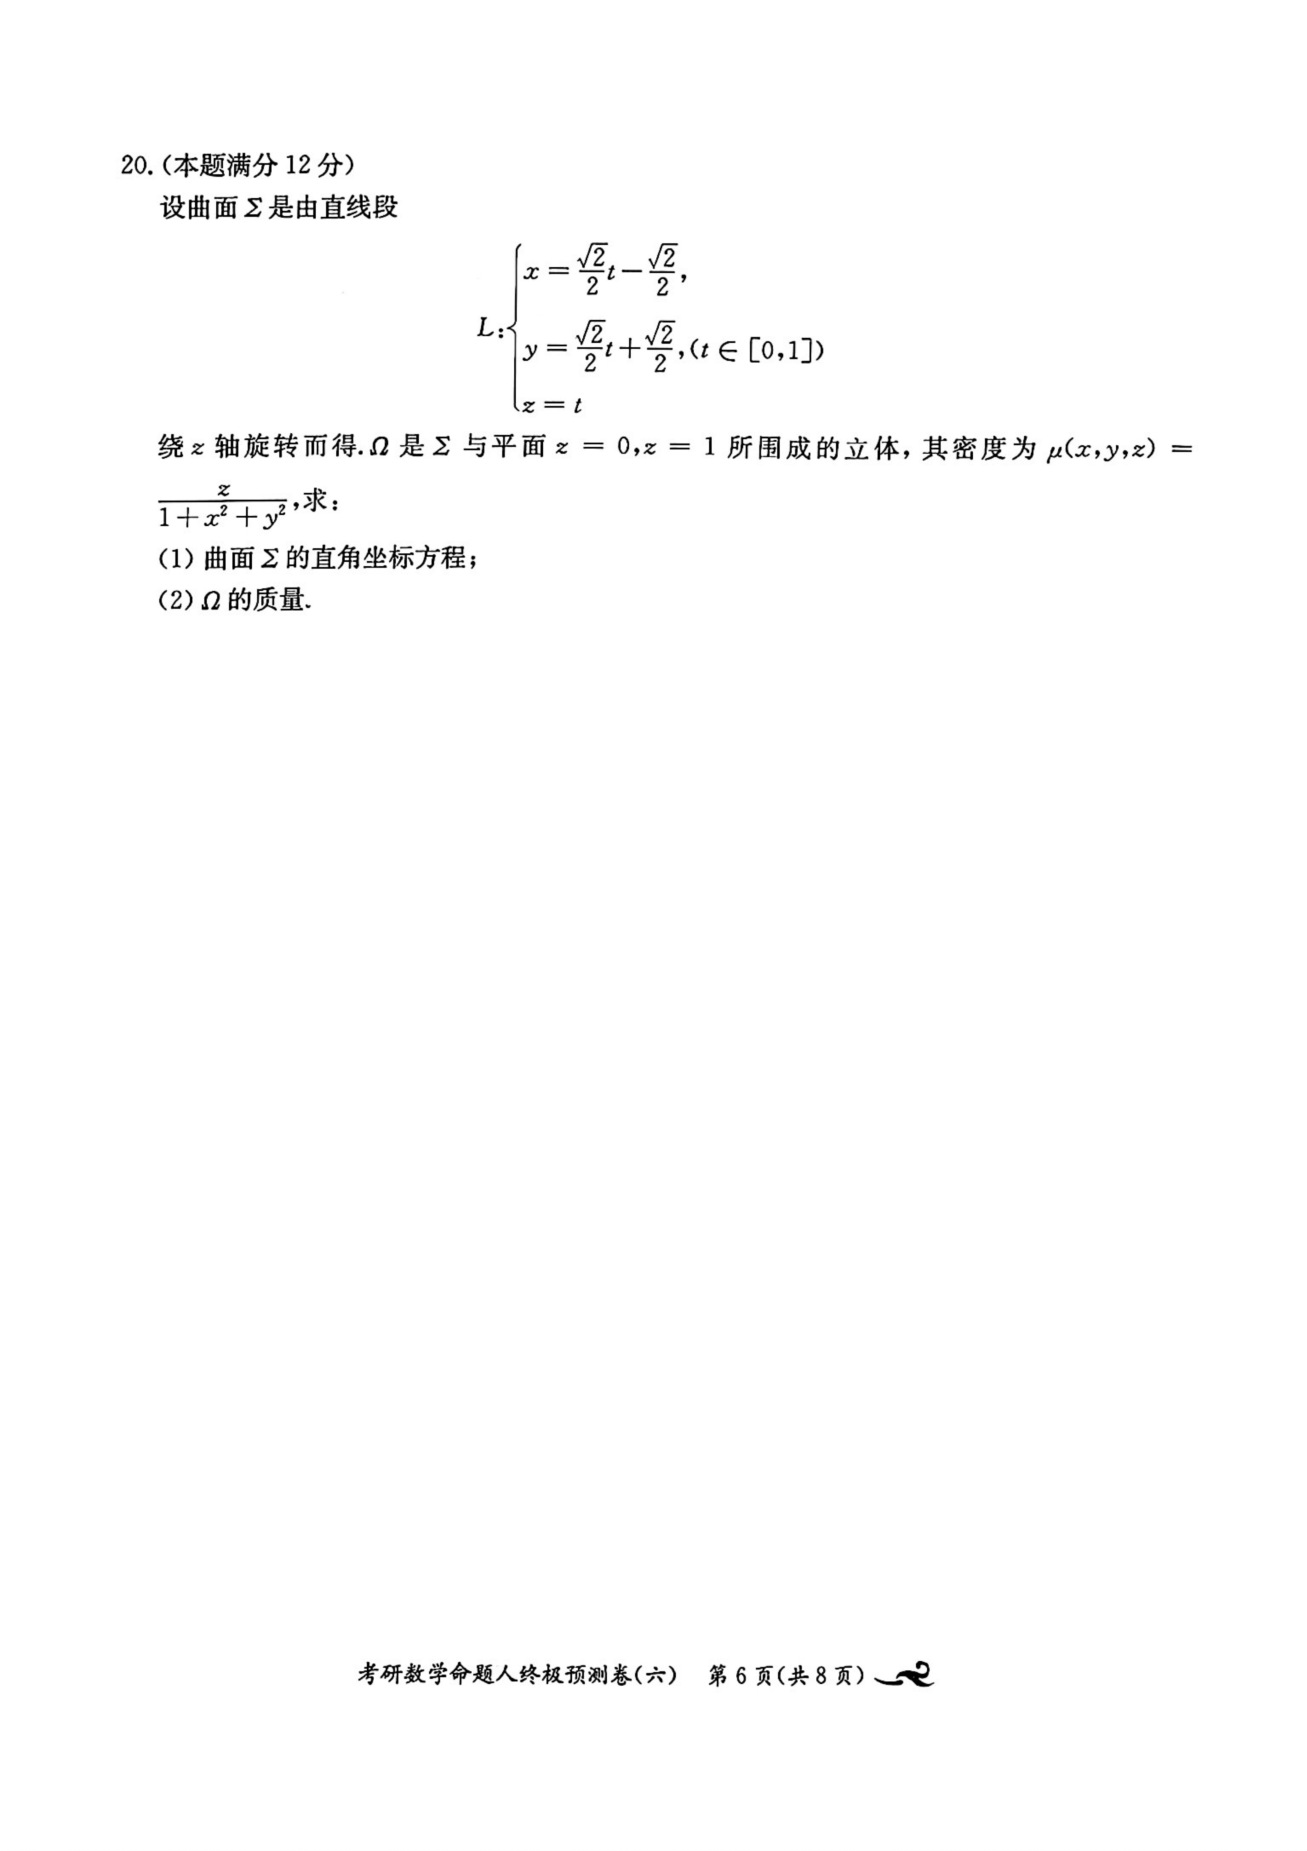 20.(本题满分 12 分)
设曲面 Σ 是由直线段
L:{x = √2/2 t − √2/2,
y = √2/2 t + √2/2,(t ∈ [0,1])
z = t
绕 z 轴旋转而得.Ω 是 Σ 与平面 z = 0,z = 1 所围成的立体，其密度为 μ(x,y,z) =
z/(1+x²+y²),求：
(1) 曲面 Σ 的直角坐标方程；
(2) Ω 的质量.
考研数学命题人终极预测卷(六) 第 6 页(共 8 页)